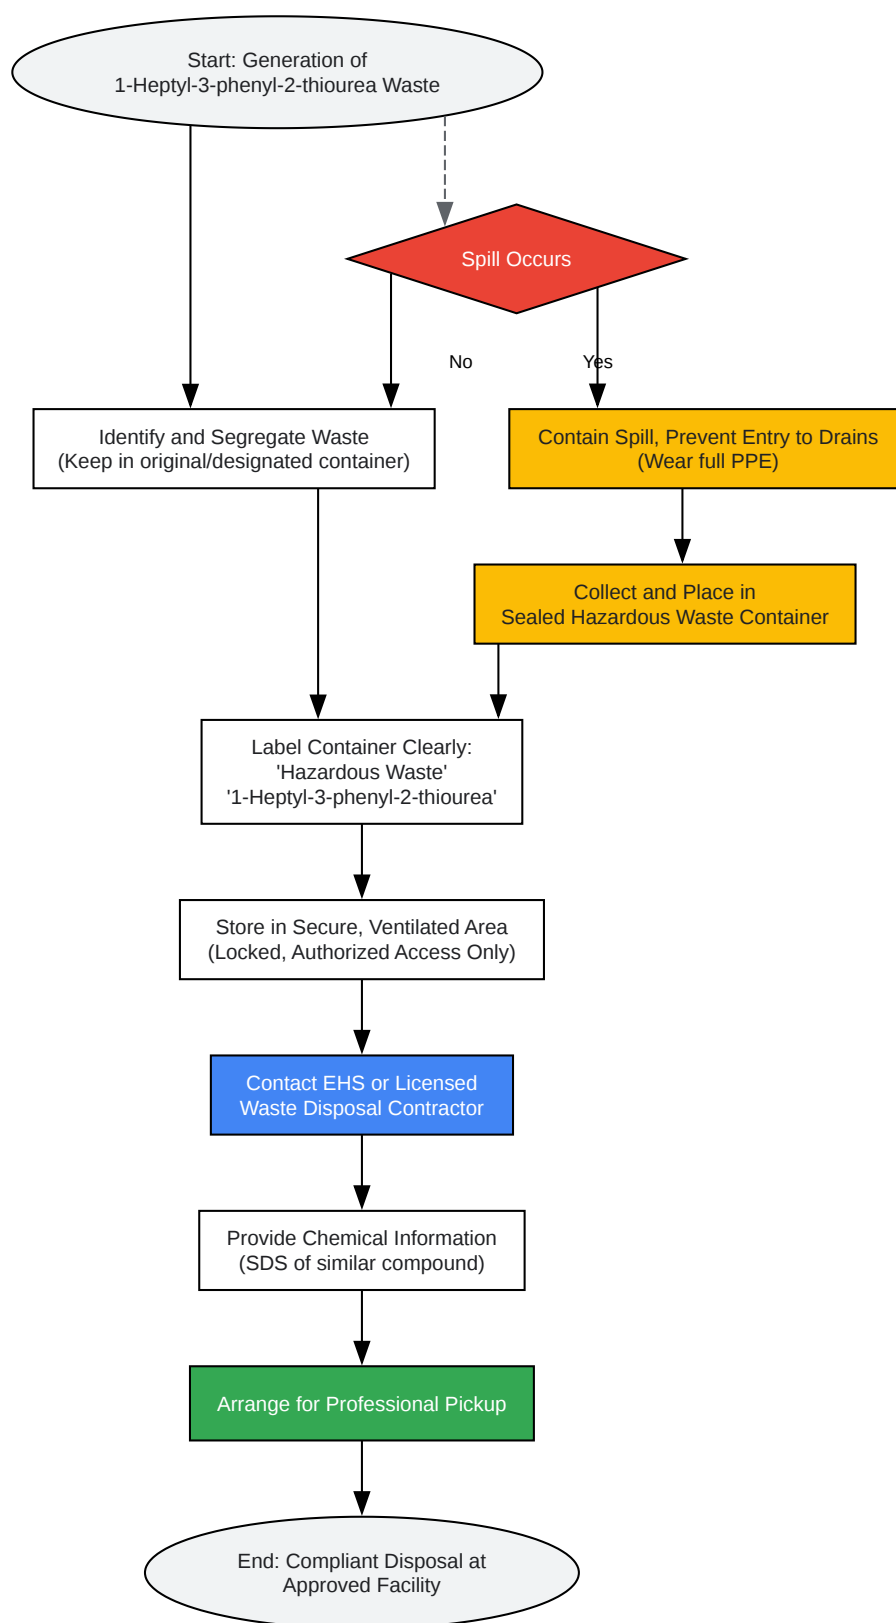 Start: Generation of
1-Heptyl-3-phenyl-2-thiourea Waste
Spill Occurs
No
Yes
Identify and Segregate Waste
(Keep in original/designated container)
Contain Spill, Prevent Entry to Drains
(Wear full PPE)
Collect and Place in
Sealed Hazardous Waste Container
Label Container Clearly:
'Hazardous Waste'
'1-Heptyl-3-phenyl-2-thiourea'
Store in Secure, Ventilated Area
(Locked, Authorized Access Only)
Contact EHS or Licensed
Waste Disposal Contractor
Provide Chemical Information
(SDS of similar compound)
Arrange for Professional Pickup
End: Compliant Disposal at
Approved Facility